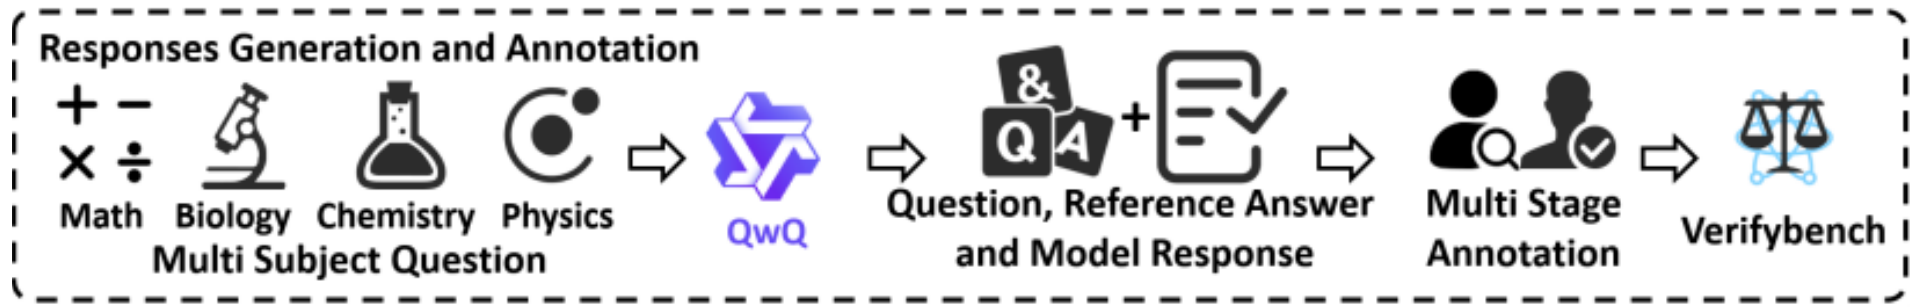 Responses Generation and Annotation
+ −
× ÷
Math Biology Chemistry Physics
Multi Subject Question
QwQ
&
Q A
+
Question, Reference Answer
and Model Response
Multi Stage
Annotation
Verifybench